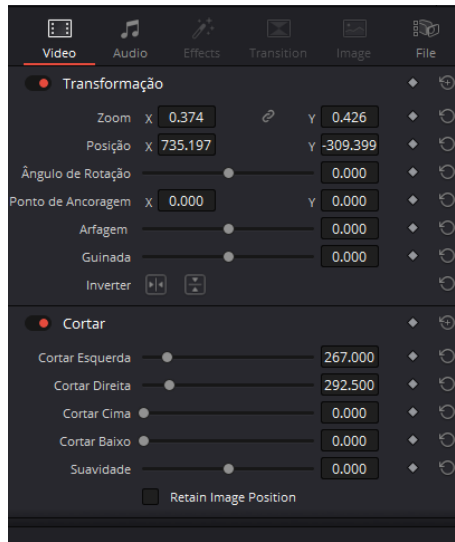 Video Audio Effects Transition Image File
Transformação
Zoom X 0.374 Y 0.426
Posição X 735.197 Y -309.399
Ângulo de Rotação 0.000
Ponto de Ancoragem X 0.000 Y 0.000
Arfagem 0.000
Guinada 0.000
Inverter
Cortar
Cortar Esquerda 267.000
Cortar Direita 292.500
Cortar Cima 0.000
Cortar Baixo 0.000
Suavidade 0.000
Retain Image Position